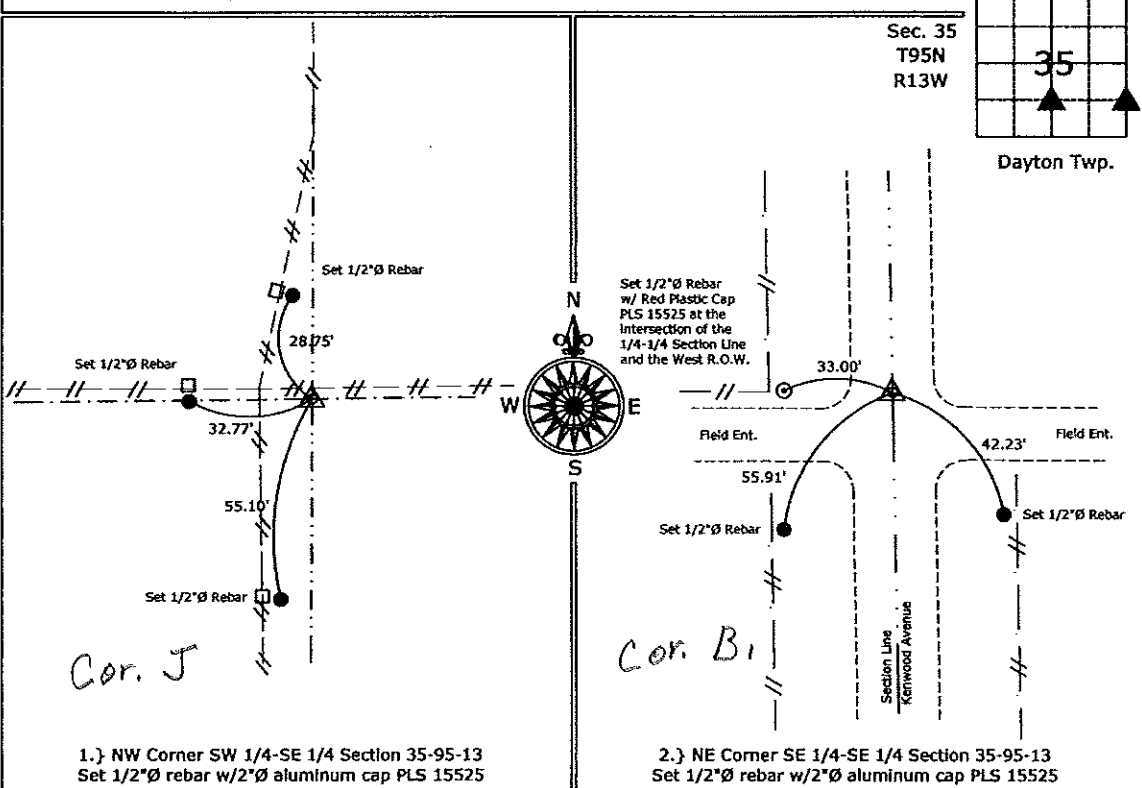 Sec. 35
T95N
R13W
35
Dayton Twp.
Set 1/2"Ø Rebar
28.75'
Set 1/2"Ø Rebar
32.77'
55.10'
Set 1/2"Ø Rebar
Cor. J
1.} NW Corner SW 1/4-SE 1/4 Section 35-95-13
Set 1/2"Ø rebar w/2"Ø aluminum cap PLS 15525
N
W
E
S
Set 1/2"Ø Rebar
w/ Red Plastic Cap
PLS 15525 at the
Intersection of the
1/4-1/4 Section Line
and the West R.O.W.
33.00'
Field Ent.
Field Ent.
42.23'
55.91'
Set 1/2"Ø Rebar
Set 1/2"Ø Rebar
Section Line
Kenwood Avenue
Cor. B1
2.} NE Corner SE 1/4-SE 1/4 Section 35-95-13
Set 1/2"Ø rebar w/2"Ø aluminum cap PLS 15525